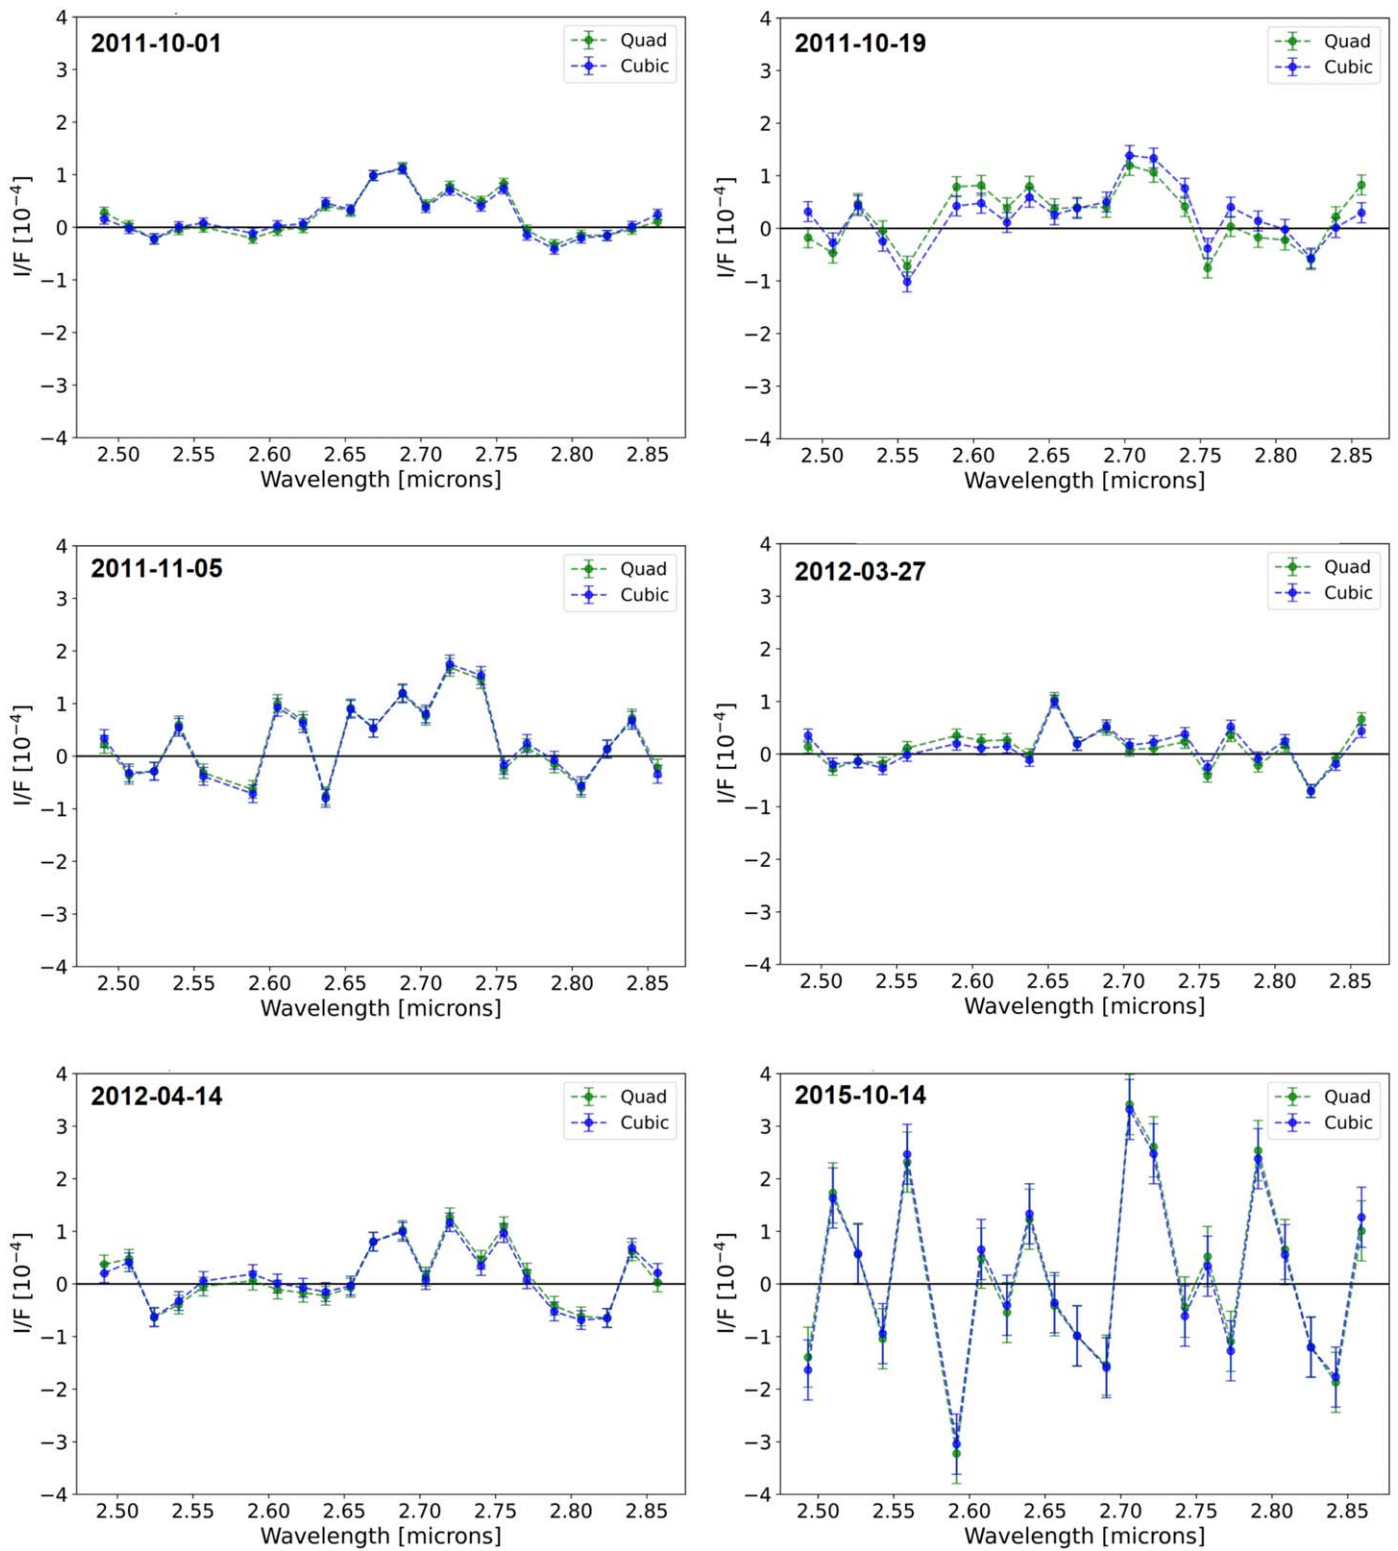 2011-10-01
Quad
Cubic
4
3
2
1
0
−1
−2
−3
−4
I/F [10⁻⁴]
2.50 2.55 2.60 2.65 2.70 2.75 2.80 2.85
Wavelength [microns]
2011-10-19
Quad
Cubic
4
3
2
1
0
−1
−2
−3
−4
I/F [10⁻⁴]
2.50 2.55 2.60 2.65 2.70 2.75 2.80 2.85
Wavelength [microns]
2011-11-05
Quad
Cubic
4
3
2
1
0
−1
−2
−3
−4
I/F [10⁻⁴]
2.50 2.55 2.60 2.65 2.70 2.75 2.80 2.85
Wavelength [microns]
2012-03-27
Quad
Cubic
4
3
2
1
0
−1
−2
−3
−4
I/F [10⁻⁴]
2.50 2.55 2.60 2.65 2.70 2.75 2.80 2.85
Wavelength [microns]
2012-04-14
Quad
Cubic
4
3
2
1
0
−1
−2
−3
−4
I/F [10⁻⁴]
2.50 2.55 2.60 2.65 2.70 2.75 2.80 2.85
Wavelength [microns]
2015-10-14
Quad
Cubic
4
3
2
1
0
−1
−2
−3
−4
I/F [10⁻⁴]
2.50 2.55 2.60 2.65 2.70 2.75 2.80 2.85
Wavelength [microns]